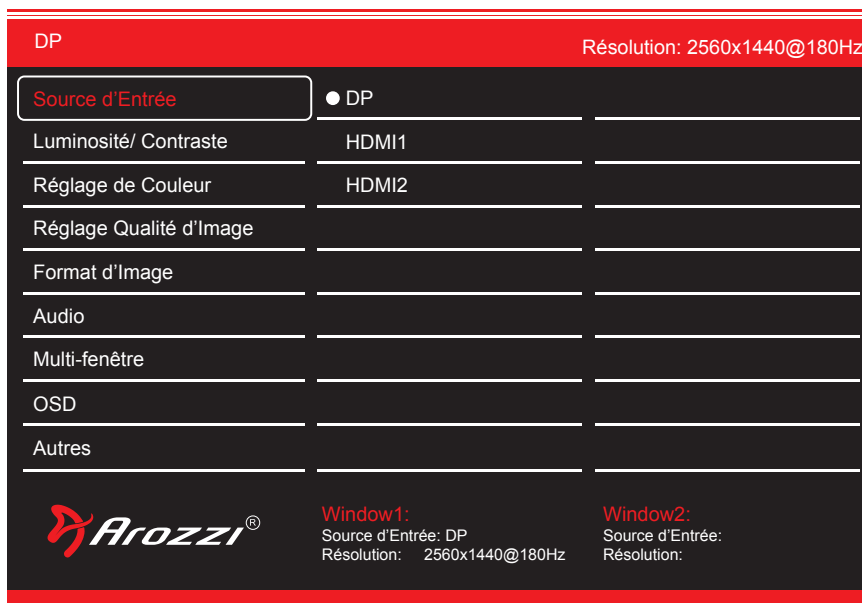 DP
Résolution: 2560x1440@180Hz
Source d'Entrée
DP
Luminosité/ Contraste
HDMI1
Réglage de Couleur
HDMI2
Réglage Qualité d'Image
Format d'Image
Audio
Multi-fenêtre
OSD
Autres
Arozzi®
Window1:
Source d'Entrée: DP
Résolution: 2560x1440@180Hz
Window2:
Source d'Entrée:
Résolution: